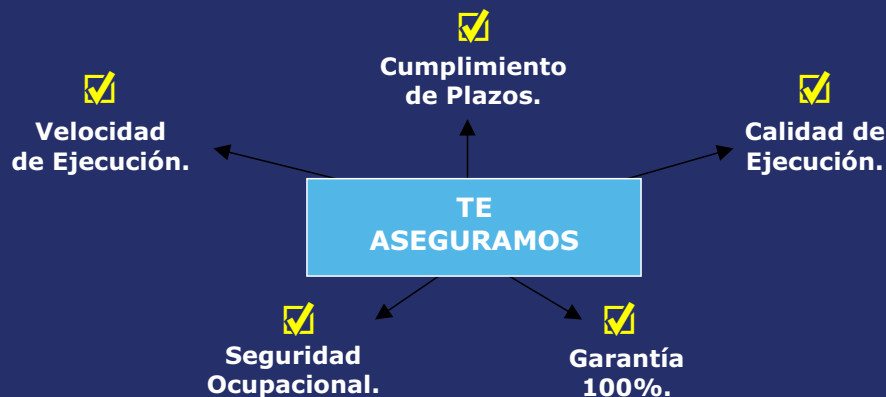 Cumplimiento
de Plazos.
Velocidad
de Ejecución.
Calidad de
Ejecución.
TE
ASEGURAMOS
Seguridad
Ocupacional.
Garantía
100%.